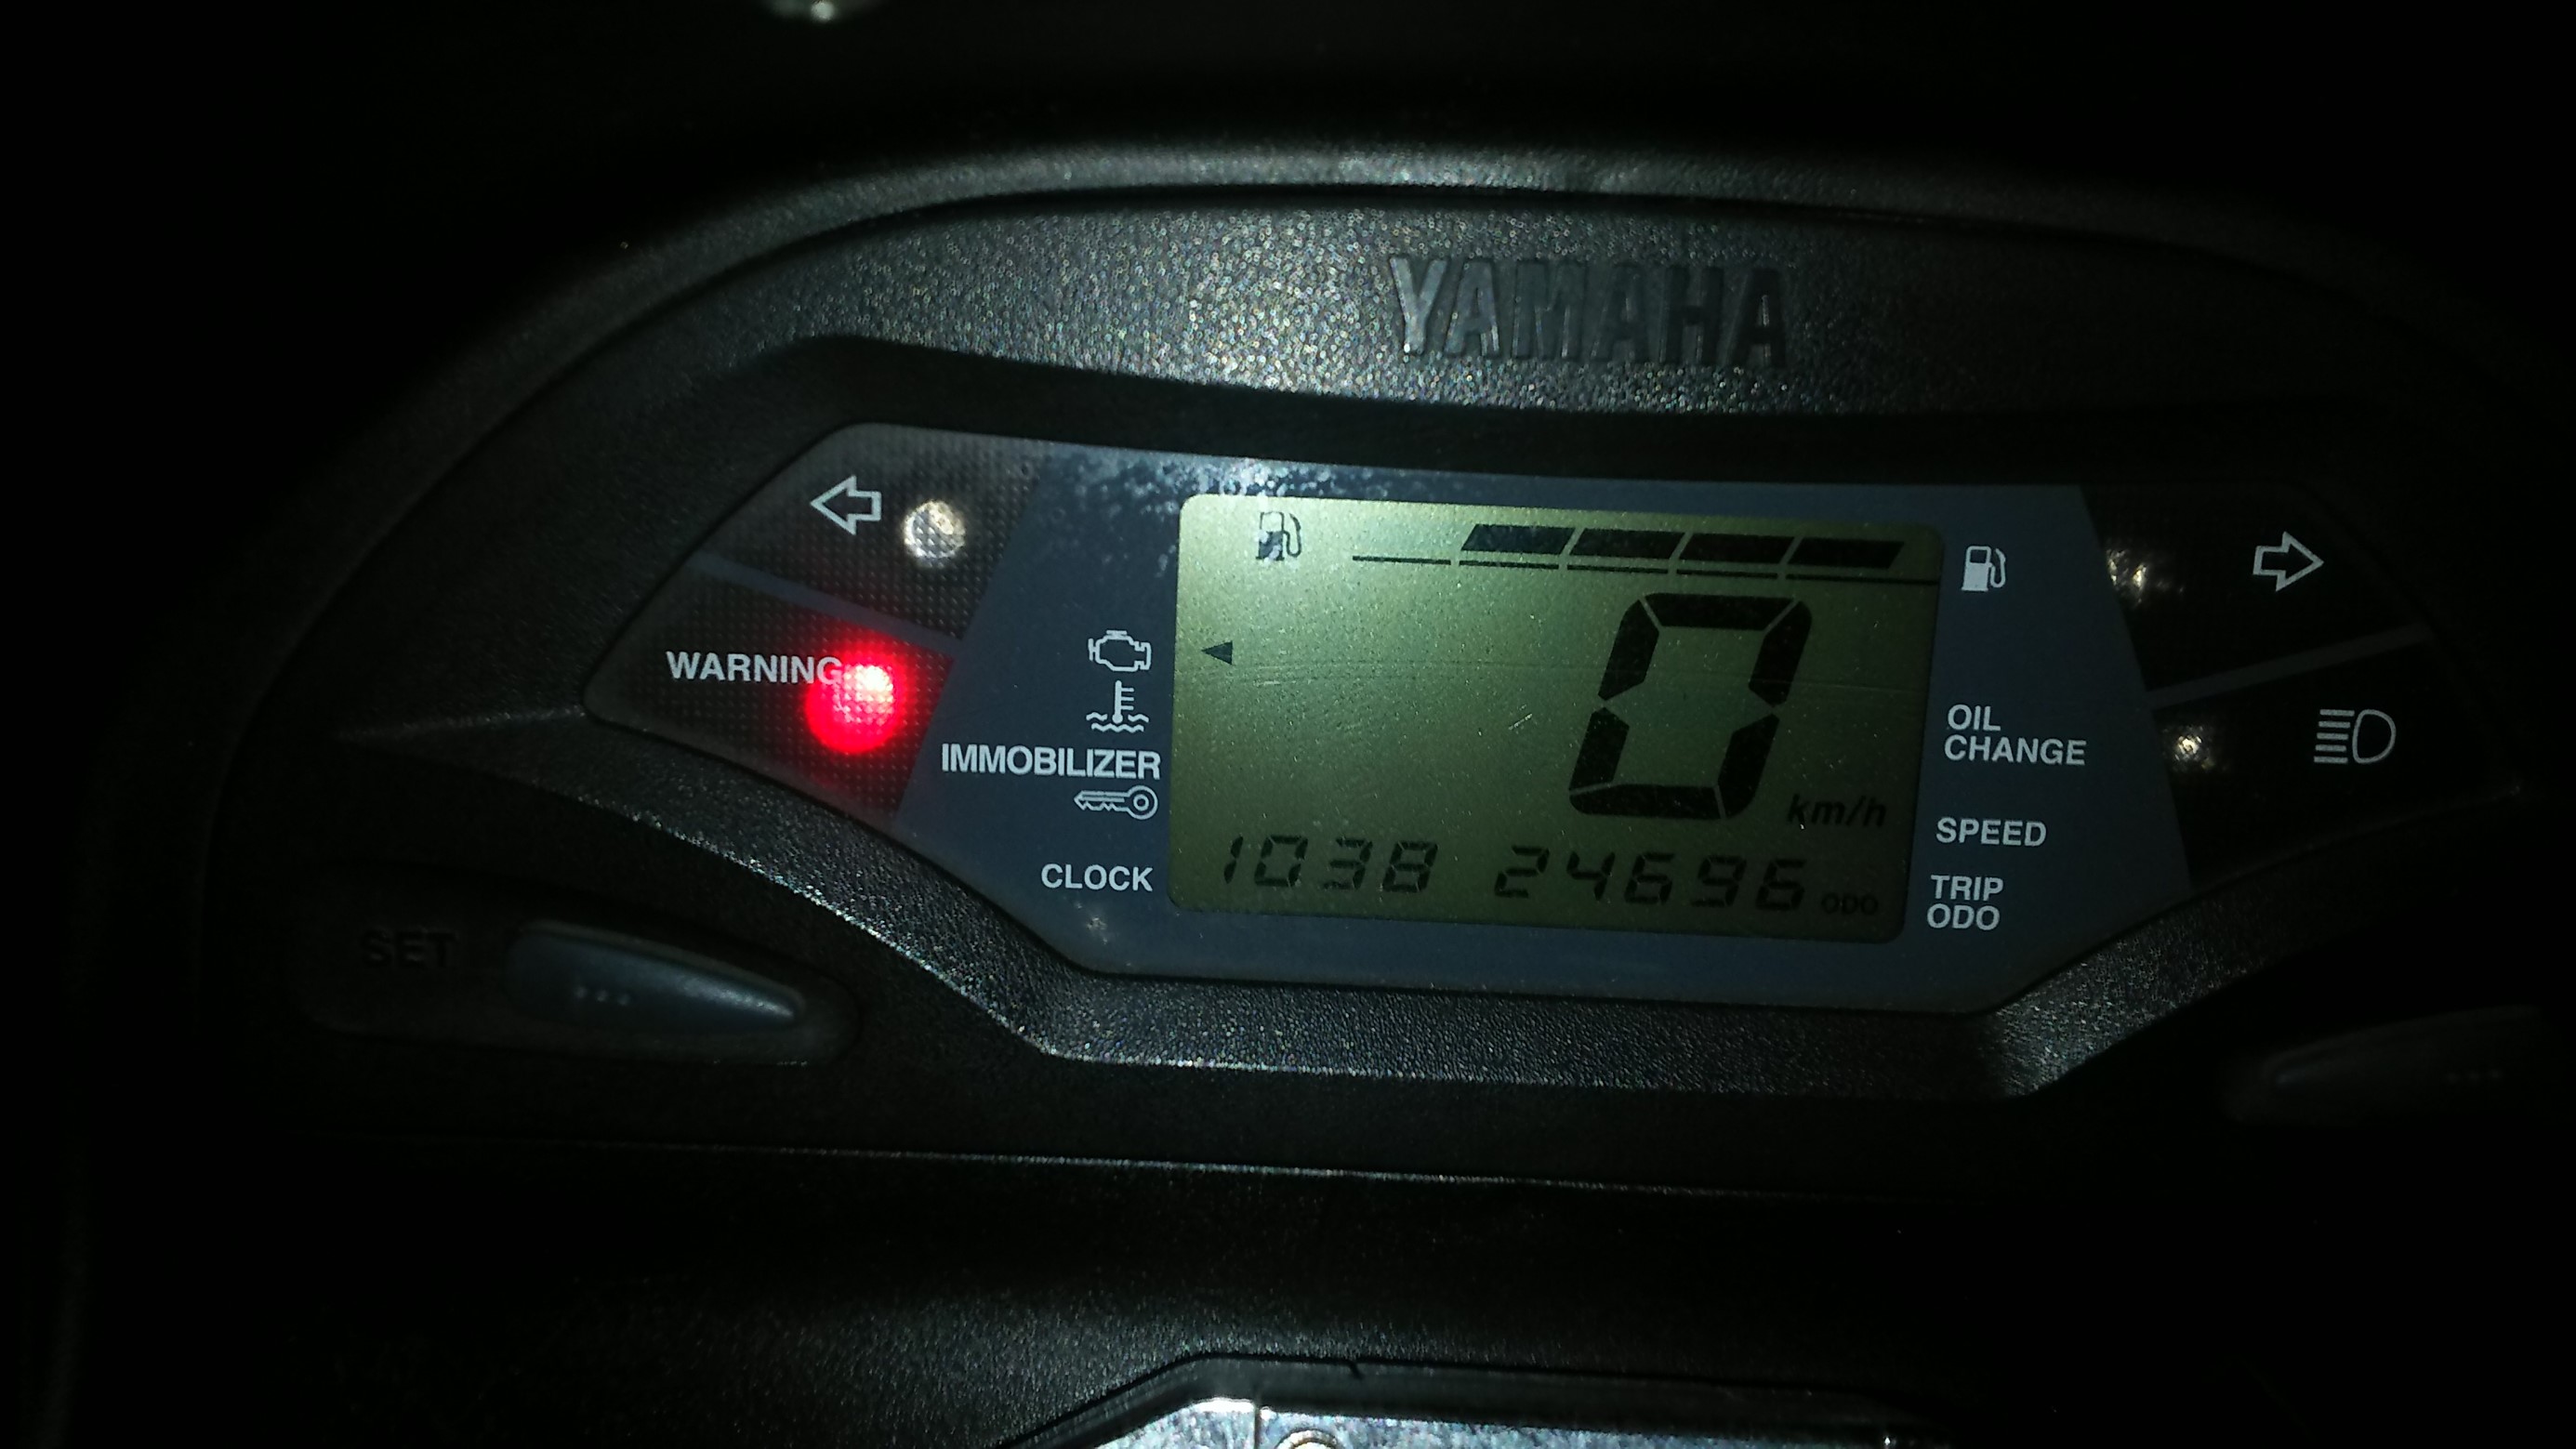 YAMAHA
WARNING
IMMOBILIZER
CLOCK
0
km/h
1038 24696 ODO
OIL
CHANGE
SPEED
TRIP
ODO
SET